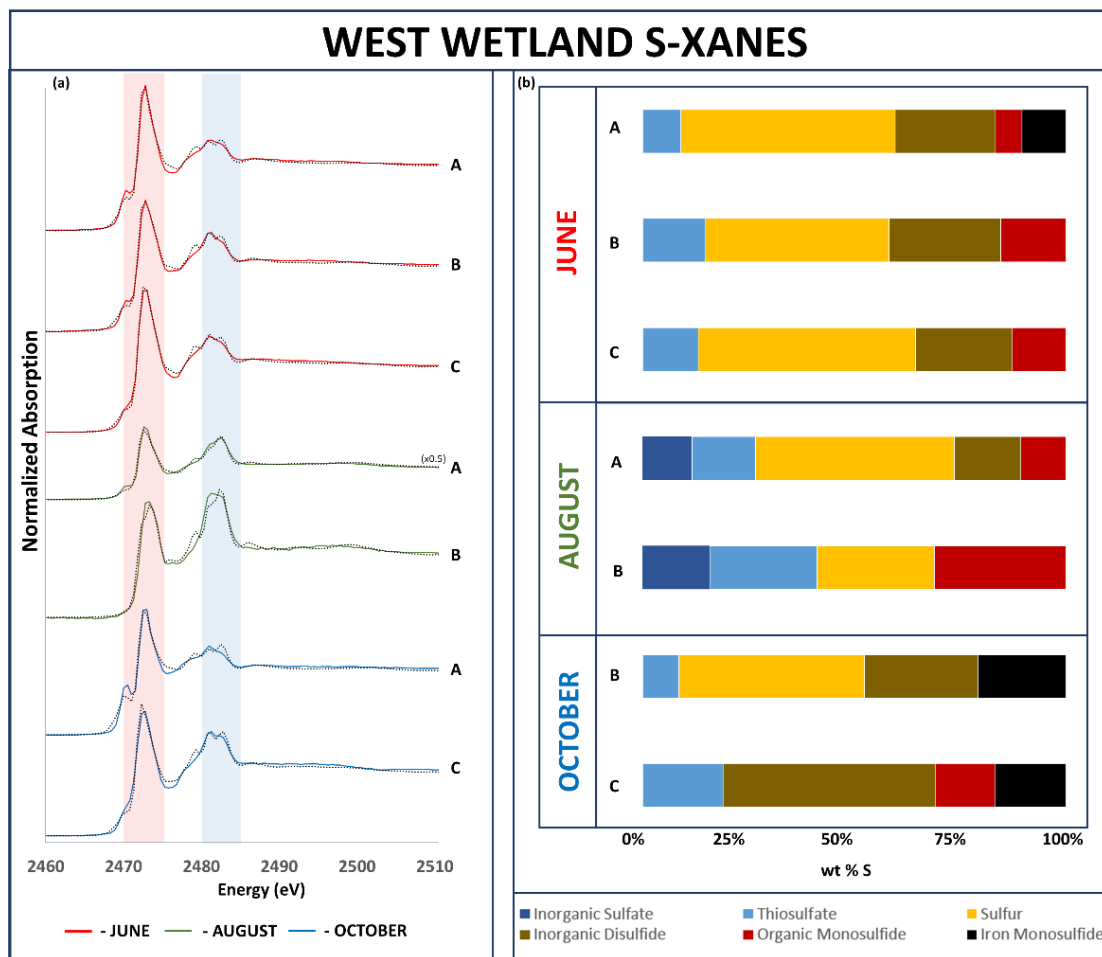 WEST WETLAND S-XANES
(a)
Normalized Absorption
A
B
C
A
(x0.5)
B
A
C
2460 2470 2480 2490 2500 2510
Energy (eV)
- JUNE - AUGUST - OCTOBER
(b)
JUNE
A
B
C
AUGUST
A
B
OCTOBER
B
C
0% 25% 50% 75% 100%
wt % S
Inorganic Sulfate Thiosulfate Sulfur
Inorganic Disulfide Organic Monosulfide Iron Monosulfide